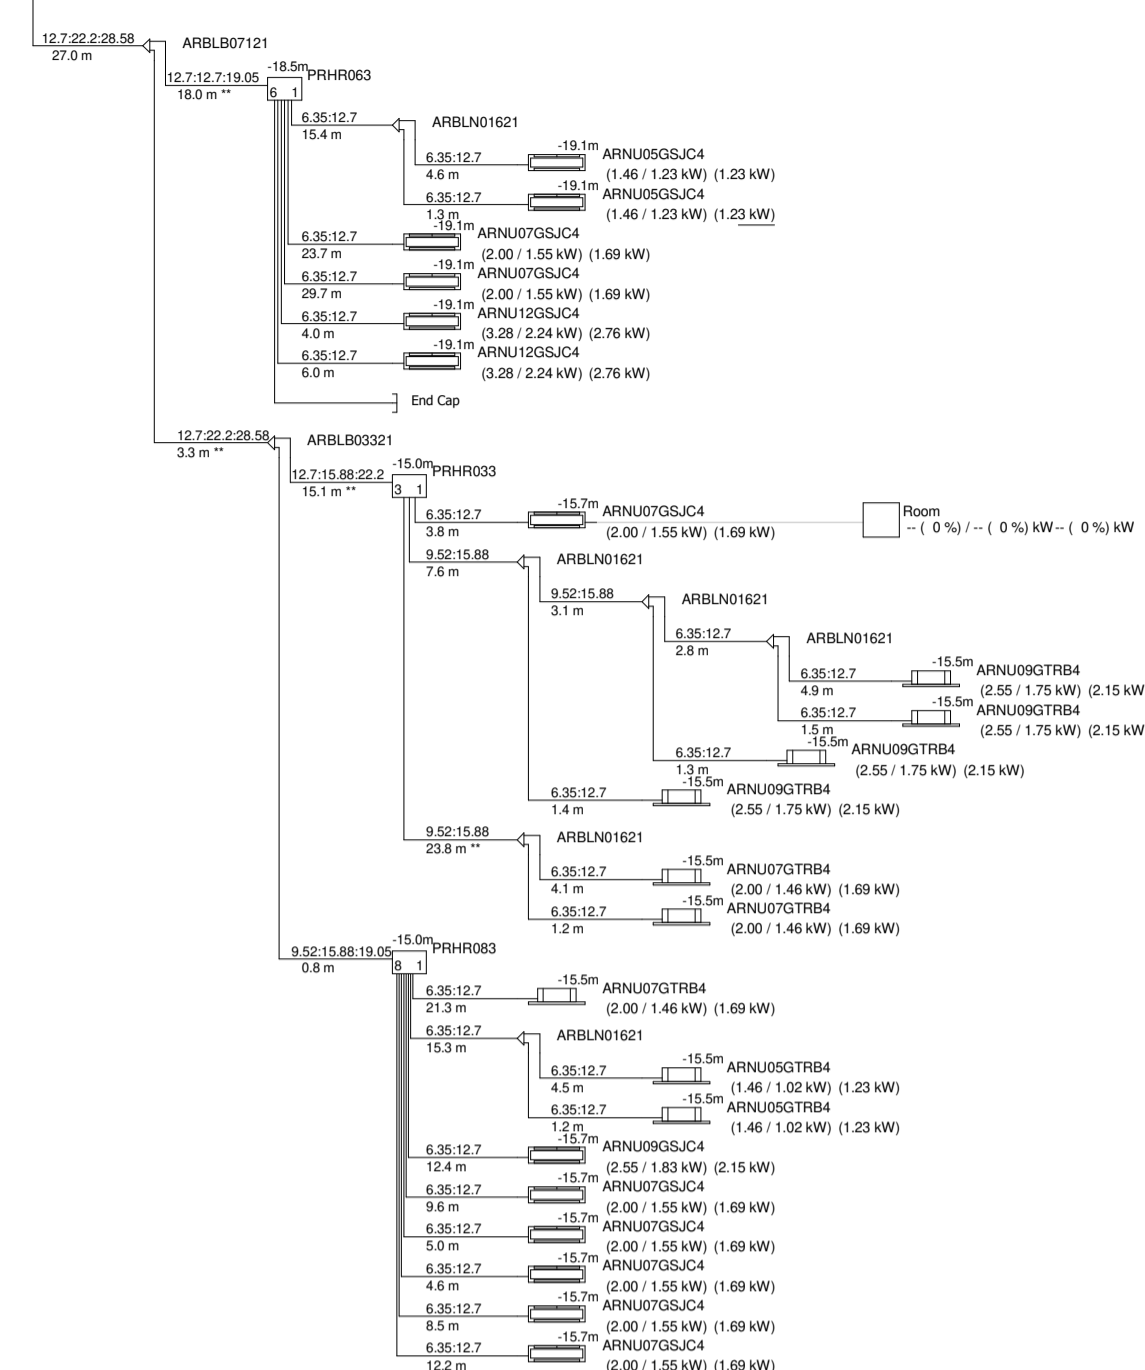 12.7:22.2:28.58
27.0 m
ARBLB07121
12.7:12.7:19.05
18.0 m **
-18.5m
PRHR063
6 1
6.35:12.7
15.4 m
ARBLN01621
6.35:12.7
4.6 m
-19.1m
ARNU05GSJC4
(1.46 / 1.23 kW) (1.23 kW)
6.35:12.7
1.3 m
-19.1m
ARNU05GSJC4
(1.46 / 1.23 kW) (1.23 kW)
6.35:12.7
23.7 m
-19.1m
ARNU07GSJC4
(2.00 / 1.55 kW) (1.69 kW)
6.35:12.7
29.7 m
-19.1m
ARNU07GSJC4
(2.00 / 1.55 kW) (1.69 kW)
6.35:12.7
4.0 m
-19.1m
ARNU12GSJC4
(3.28 / 2.24 kW) (2.76 kW)
6.35:12.7
6.0 m
-19.1m
ARNU12GSJC4
(3.28 / 2.24 kW) (2.76 kW)
End Cap
12.7:22.2:28.58
3.3 m **
ARBLB03321
12.7:15.88:22.2
15.1 m **
-15.0m
PRHR033
3 1
6.35:12.7
3.8 m
-15.7m
ARNU07GSJC4
(2.00 / 1.55 kW) (1.69 kW)
Room
-- ( 0 %) / -- ( 0 %) kW -- ( 0 %) kW
9.52:15.88
7.6 m
ARBLN01621
9.52:15.88
3.1 m
ARBLN01621
6.35:12.7
2.8 m
ARBLN01621
6.35:12.7
4.9 m
-15.5m
ARNU09GTRB4
(2.55 / 1.75 kW) (2.15 kW
6.35:12.7
1.5 m
-15.5m
ARNU09GTRB4
(2.55 / 1.75 kW) (2.15 kW
6.35:12.7
1.3 m
-15.5m
ARNU09GTRB4
(2.55 / 1.75 kW) (2.15 kW)
6.35:12.7
1.4 m
-15.5m
ARNU09GTRB4
(2.55 / 1.75 kW) (2.15 kW)
9.52:15.88
23.8 m **
ARBLN01621
6.35:12.7
4.1 m
-15.5m
ARNU07GTRB4
(2.00 / 1.46 kW) (1.69 kW)
6.35:12.7
1.2 m
-15.5m
ARNU07GTRB4
(2.00 / 1.46 kW) (1.69 kW)
9.52:15.88:19.05
0.8 m
-15.0m
PRHR083
8 1
6.35:12.7
21.3 m
-15.5m
ARNU07GTRB4
(2.00 / 1.46 kW) (1.69 kW)
6.35:12.7
15.3 m
ARBLN01621
6.35:12.7
4.5 m
-15.5m
ARNU05GTRB4
(1.46 / 1.02 kW) (1.23 kW)
6.35:12.7
1.2 m
-15.5m
ARNU05GTRB4
(1.46 / 1.02 kW) (1.23 kW)
6.35:12.7
12.4 m
-15.7m
ARNU09GSJC4
(2.55 / 1.83 kW) (2.15 kW)
6.35:12.7
9.6 m
-15.7m
ARNU07GSJC4
(2.00 / 1.55 kW) (1.69 kW)
6.35:12.7
5.0 m
-15.7m
ARNU07GSJC4
(2.00 / 1.55 kW) (1.69 kW)
6.35:12.7
4.6 m
-15.7m
ARNU07GSJC4
(2.00 / 1.55 kW) (1.69 kW)
6.35:12.7
8.5 m
-15.7m
ARNU07GSJC4
(2.00 / 1.55 kW) (1.69 kW)
6.35:12.7
12.2 m
-15.7m
ARNU07GSJC4
(2.00 / 1.55 kW) (1.69 kW)